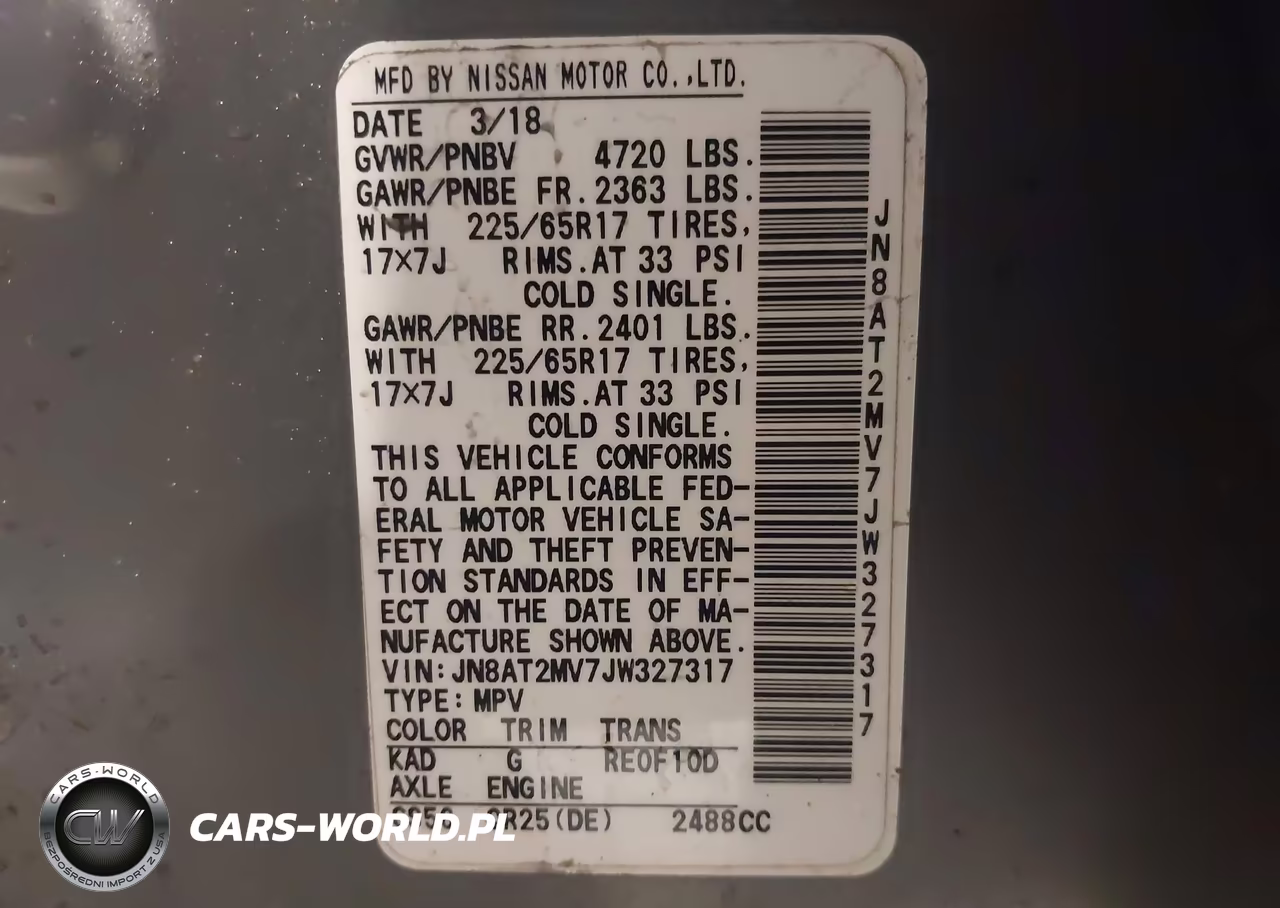 MFD BY NISSAN MOTOR CO.,LTD.
DATE 3/18
GVWR/PNBV 4720 LBS.
GAWR/PNBE FR.2363 LBS.
WITH 225/65R17 TIRES,
17×7J RIMS.AT 33 PSI
COLD SINGLE.
GAWR/PNBE RR.2401 LBS.
WITH 225/65R17 TIRES,
17×7J RIMS.AT 33 PSI
COLD SINGLE.
THIS VEHICLE CONFORMS
TO ALL APPLICABLE FED-
ERAL MOTOR VEHICLE SA-
FETY AND THEFT PREVEN-
TION STANDARDS IN EFF-
ECT ON THE DATE OF MA-
NUFACTURE SHOWN ABOVE.
VIN:JN8AT2MV7JW327317
TYPE:MPV
COLOR TRIM TRANS
KAD G RE0F10D
AXLE ENGINE
2488CC
JN8AT2MV7JW327317
CARS-WORLD
CW
BEZPOŚREDNI IMPORT Z USA
CARS-WORLD.PL